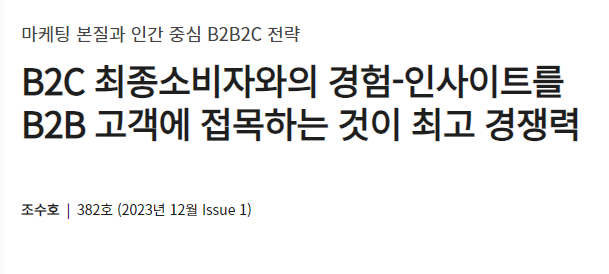 마케팅 본질과 인간 중심 B2B2C 전략
B2C 최종소비자와의 경험-인사이트를
B2B 고객에 접목하는 것이 최고 경쟁력
조수호 | 382호 (2023년 12월 Issue 1)